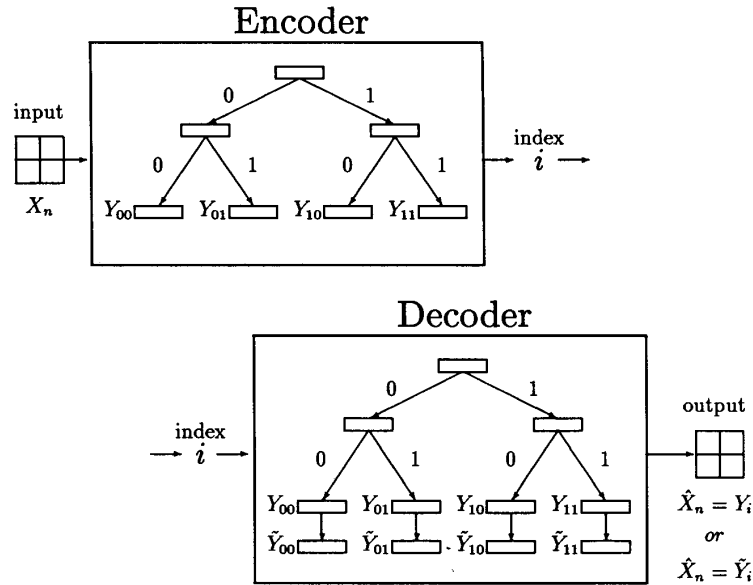 Encoder
0 1
input
0 1 0 1
index
i
X_n
Y_00 Y_01 Y_10 Y_11
Decoder
0 1
output
index
i
0 1 0 1
Y_00 Y_01 Y_10 Y_11
X̂_n = Y_i
or
Ỹ_00 Ỹ_01 Ỹ_10 Ỹ_11
X̂_n = Ỹ_i